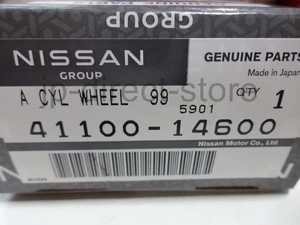 GROUP
NISSAN
GROUP
GENUINE PARTS
Made in Japan
A CYL WHEEL 99
5901
QTY 1
41100-14600
Nissan Motor Co., Ltd